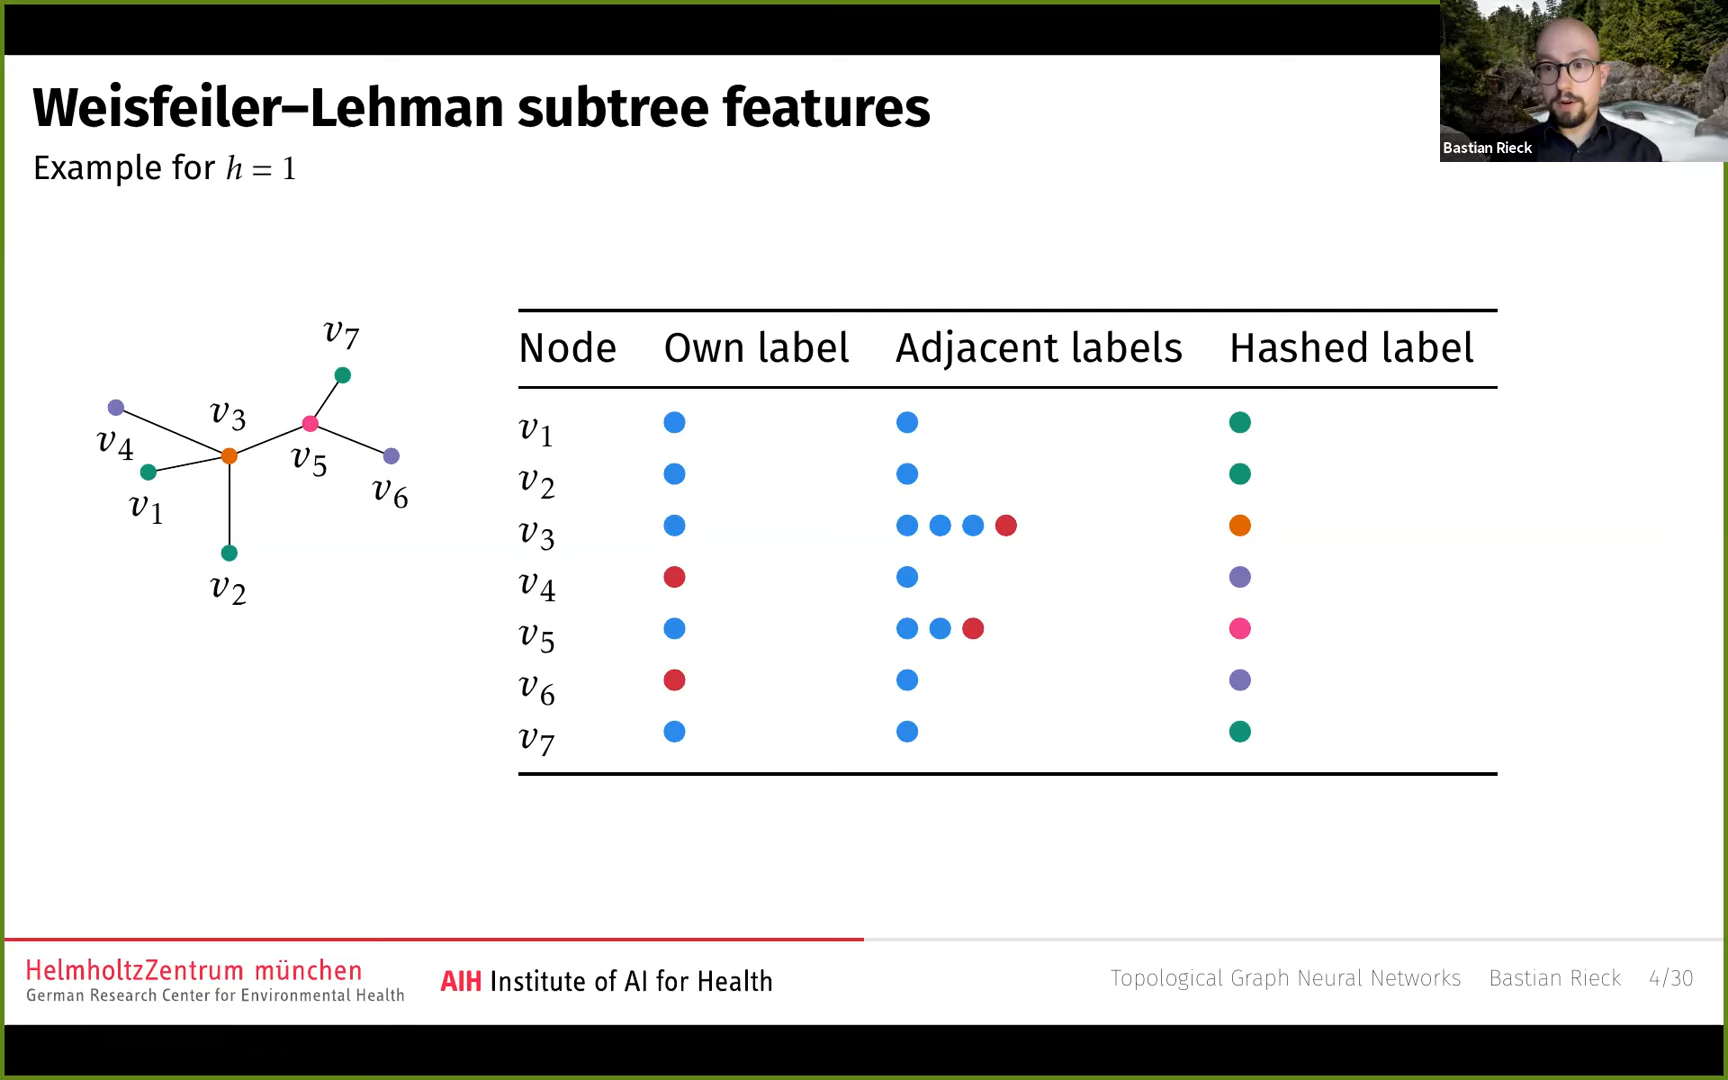 Weisfeiler–Lehman subtree features
Example for h = 1
Bastian Rieck
v7
v3
v4
v5
v1
v6
v2
Node Own label Adjacent labels Hashed label
v1
v2
v3
v4
v5
v6
v7
HelmholtzZentrum münchen
German Research Center for Environmental Health
AIH Institute of AI for Health
Topological Graph Neural Networks Bastian Rieck 4/30